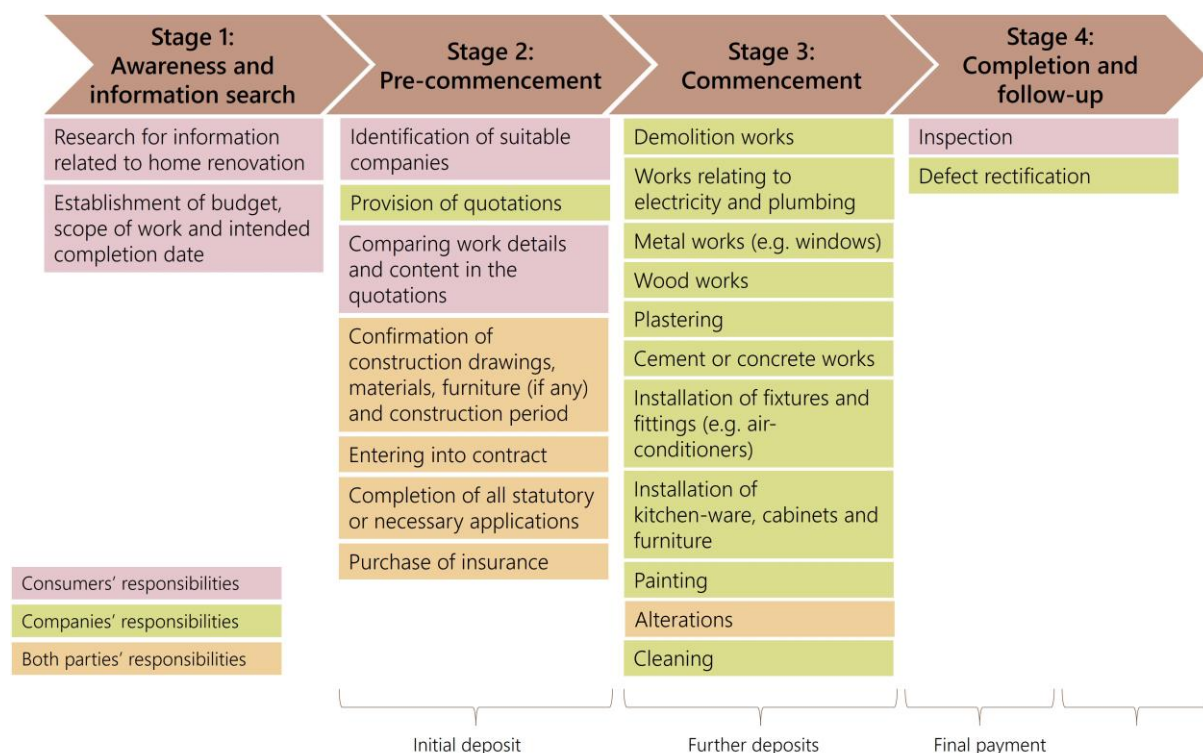 Stage 1:
Awareness and
information search
Stage 2:
Pre-commencement
Stage 3:
Commencement
Stage 4:
Completion and
follow-up
Research for information
related to home renovation
Establishment of budget,
scope of work and intended
completion date
Identification of suitable
companies
Provision of quotations
Comparing work details
and content in the
quotations
Confirmation of
construction drawings,
materials, furniture (if any)
and construction period
Entering into contract
Completion of all statutory
or necessary applications
Purchase of insurance
Demolition works
Works relating to
electricity and plumbing
Metal works (e.g. windows)
Wood works
Plastering
Cement or concrete works
Installation of fixtures and
fittings (e.g. air-
conditioners)
Installation of
kitchen-ware, cabinets and
furniture
Painting
Alterations
Cleaning
Inspection
Defect rectification
Consumers’ responsibilities
Companies’ responsibilities
Both parties’ responsibilities
Initial deposit
Further deposits
Final payment